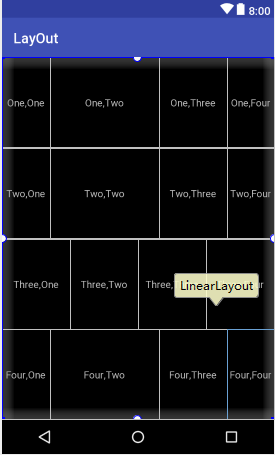 8:00
LayOut
One,One One,Two One,Three One,Four
Two,One Two,Two Two,Three Two,Four
Three,One Three,Two
LinearLayout
Four,One Four,Two Four,Three Four,Four